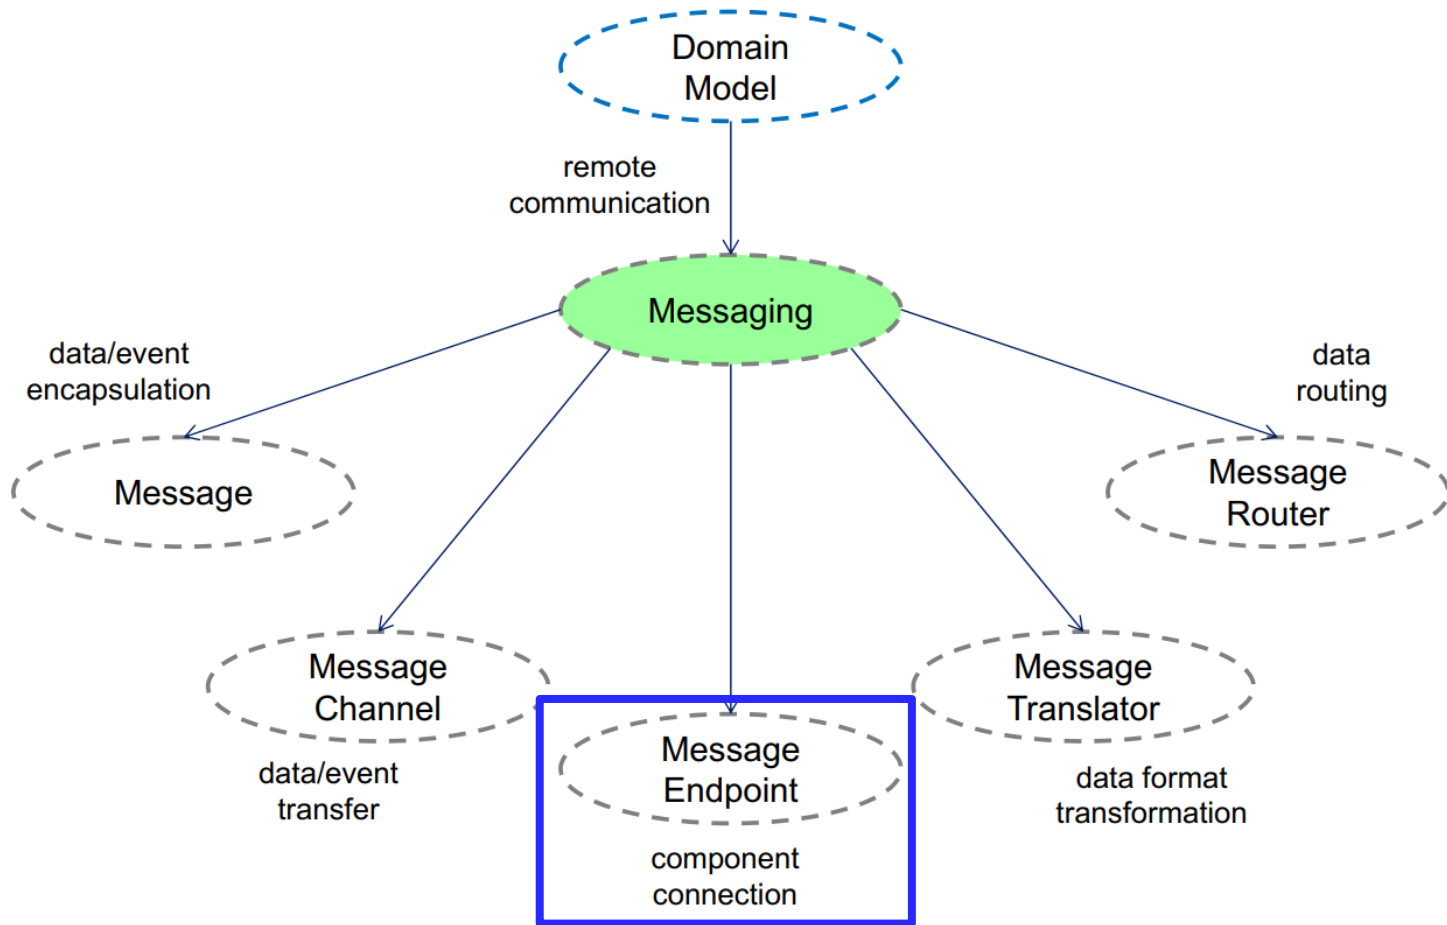 Domain
Model
remote
communication
Messaging
data/event
encapsulation
data
routing
Message
Message
Router
Message
Channel
data/event
transfer
Message
Endpoint
component
connection
Message
Translator
data format
transformation